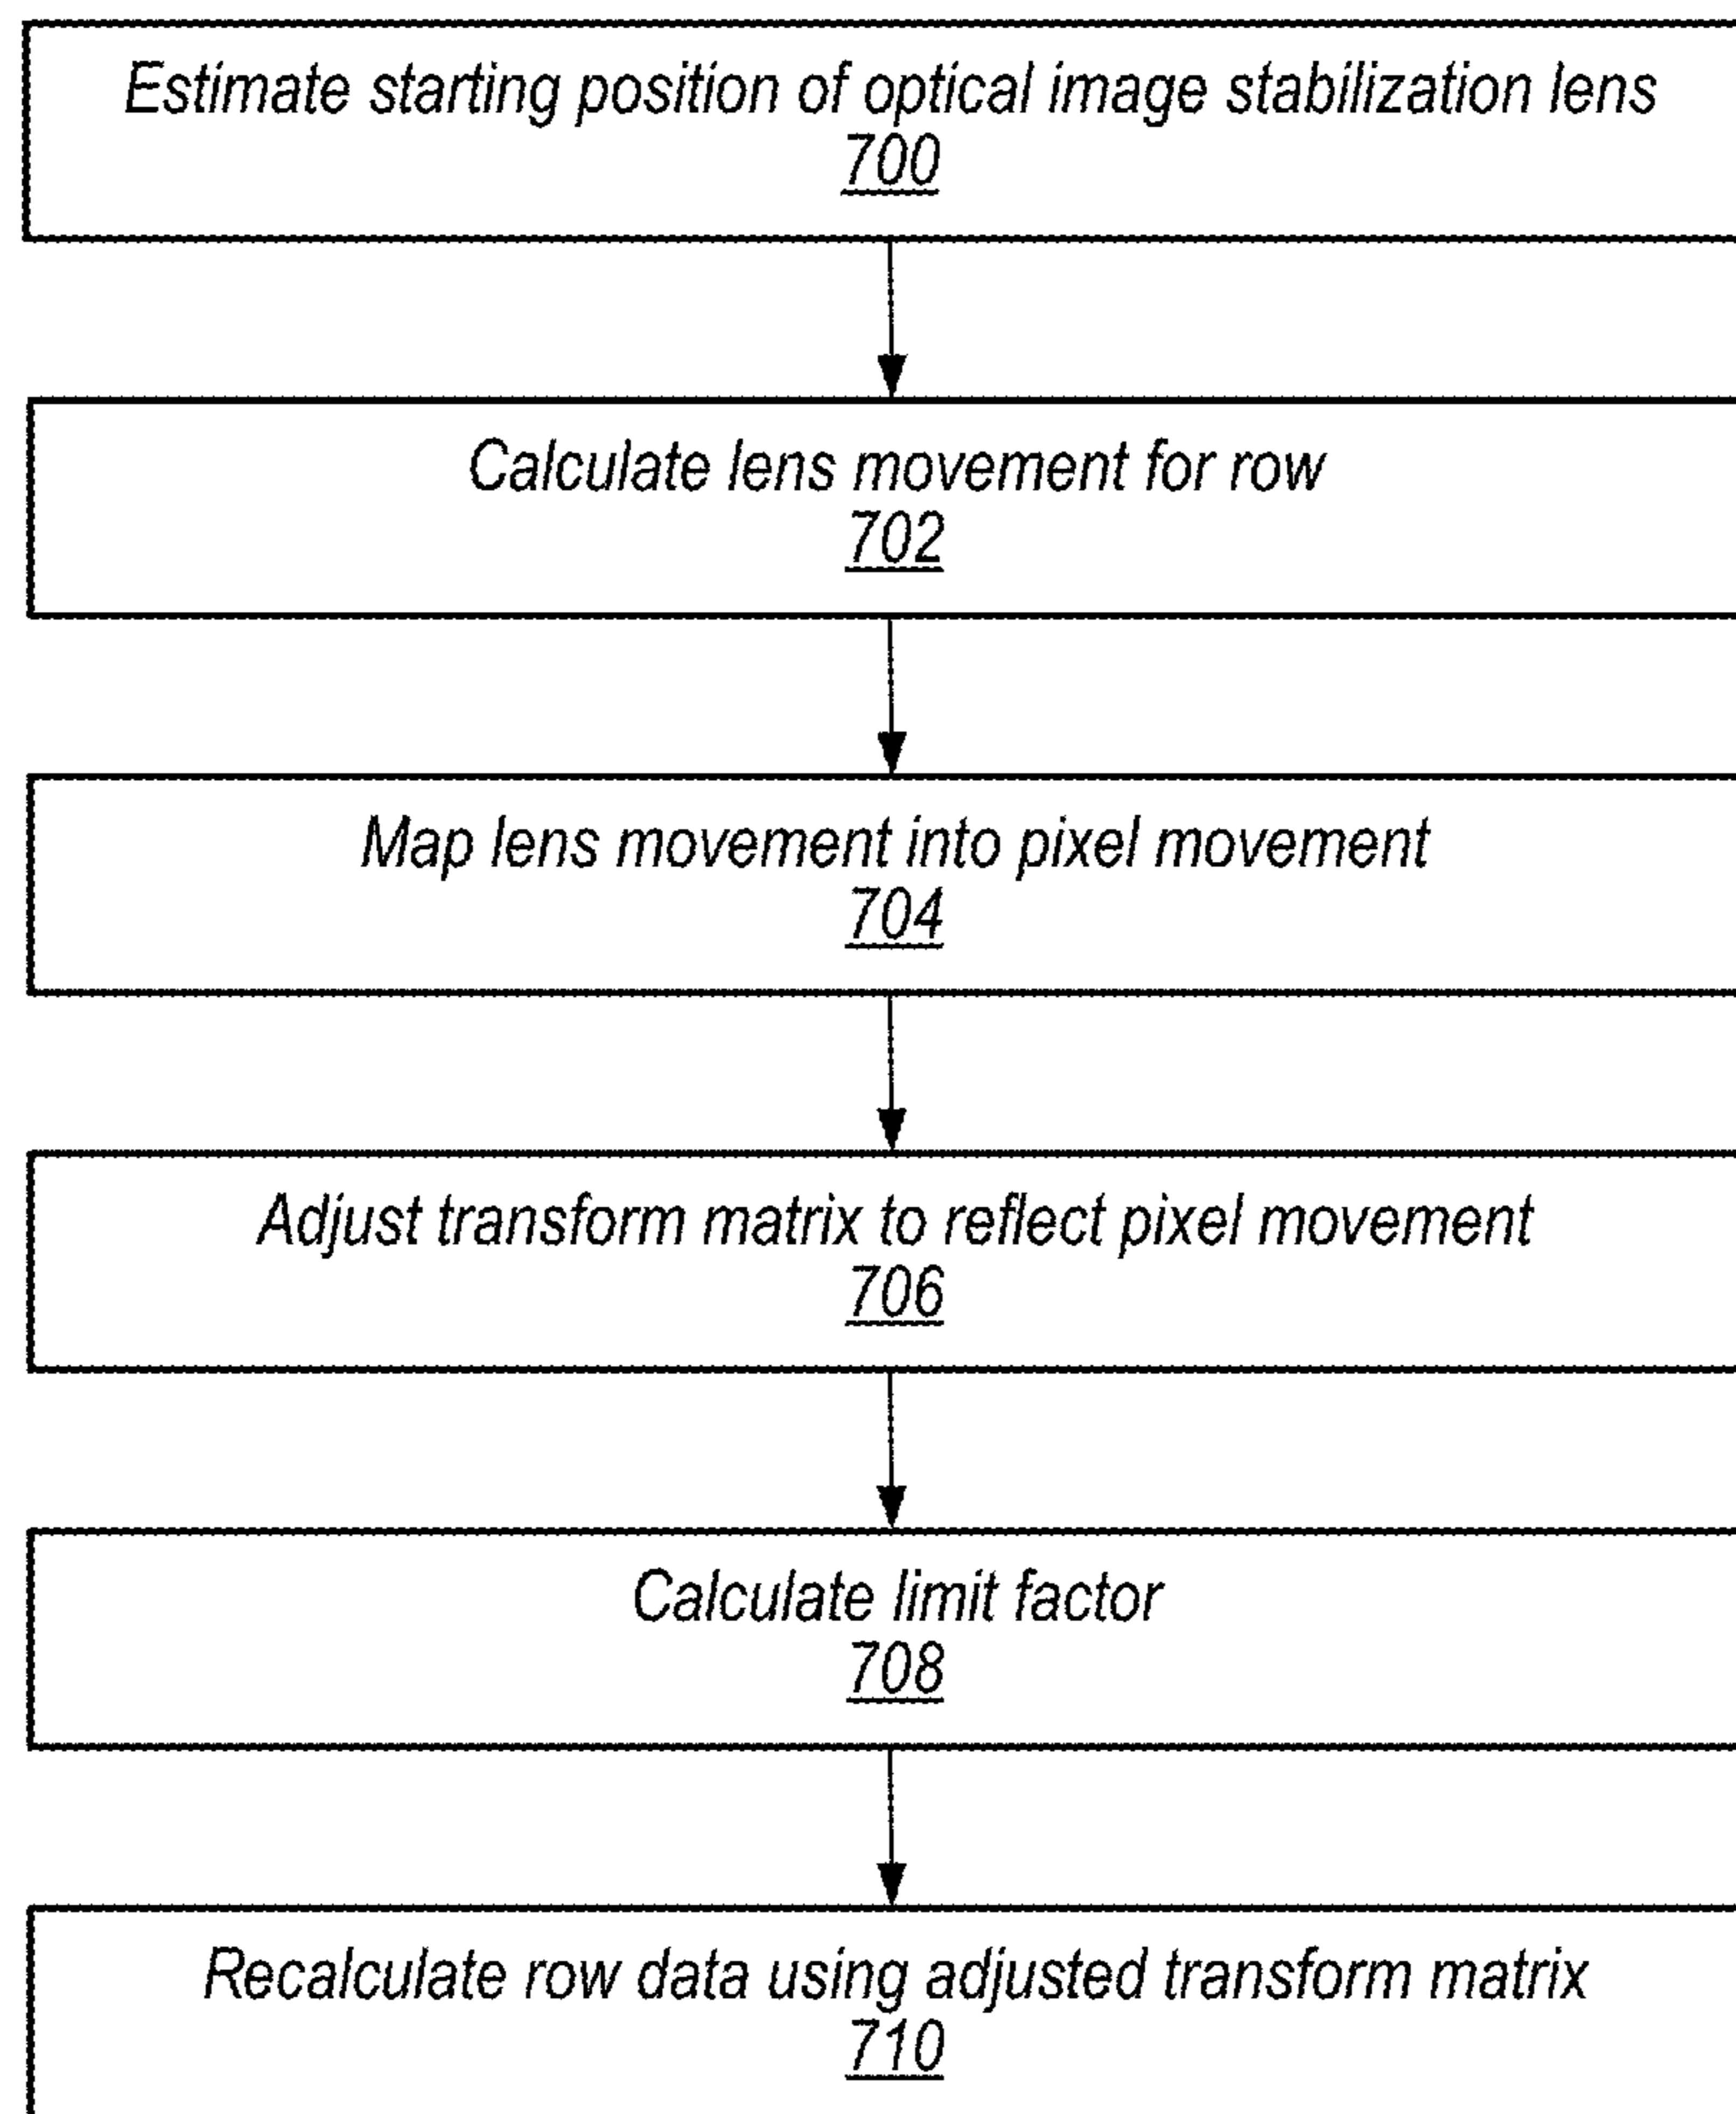 Estimate starting position of optical image stabilization lens
700
Calculate lens movement for row
702
Map lens movement into pixel movement
704
Adjust transform matrix to reflect pixel movement
706
Calculate limit factor
708
Recalculate row data using adjusted transform matrix
710